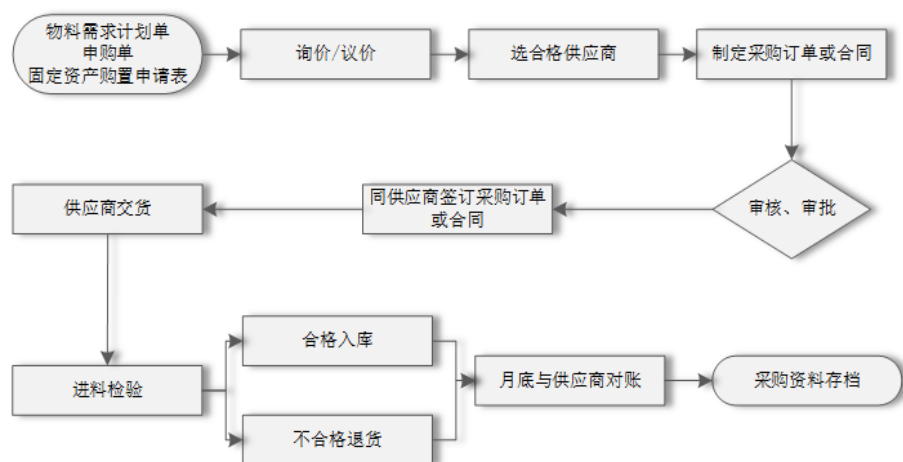 物料需求计划单
申购单
固定资产购置申请表
询价/议价
选合格供应商
制定采购订单或合同
审核、审批
同供应商签订采购订单
或合同
供应商交货
进料检验
合格入库
不合格退货
月底与供应商对账
采购资料存档